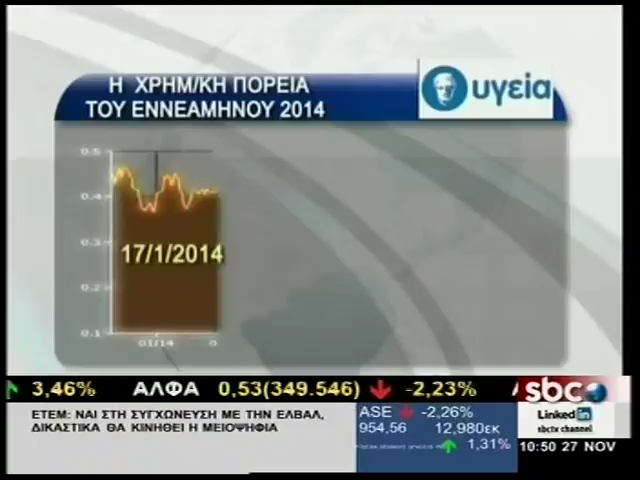 Η ΧΡΗΜ/ΚΗ ΠΟΡΕΙΑ
ΤΟΥ ΕΝΝΕΑΜΗΝΟΥ 2014
υγεία
0.5
0.4
0.3
0.2
0.1
17/1/2014
01/14
0
3,46% ΑΛΦΑ 0,53(349.546) -2,23%
sbc
ΕΤΕΜ: ΝΑΙ ΣΤΗ ΣΥΓΧΩΝΕΥΣΗ ΜΕ ΤΗΝ ΕΛΒΑΛ,
ΔΙΚΑΣΤΙΚΑ ΘΑ ΚΙΝΗΘΕΙ Η ΜΕΙΟΨΗΦΙΑ
ASE -2,26%
954,56 12,980εκ
1,31%
Linked in
sbctv channel
10:50 27 NOV